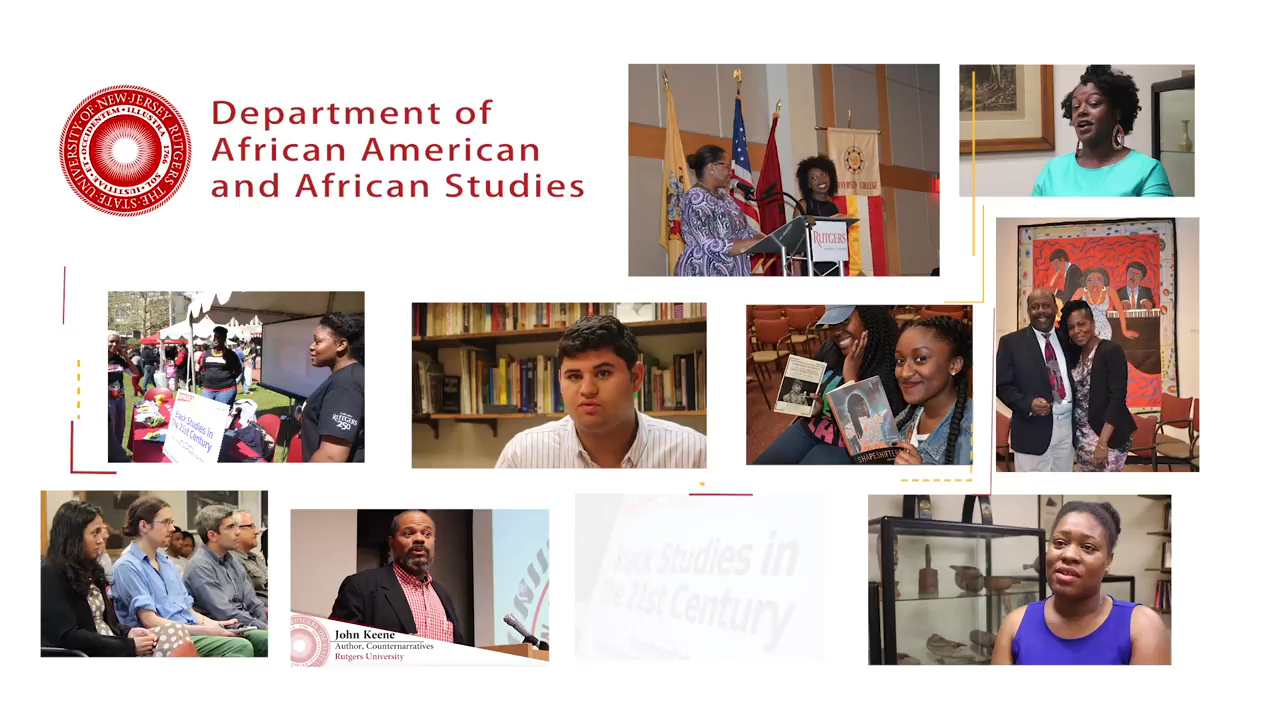 UNIVERSITY OF NEW JERSEY RUTGERS THE STATE
SOL IUSTITIAE ET OCCIDENTEM ILLUSTRA 1766
Department of
African American
and African Studies
RUTGERS
Black Studies in
The 21st Century
RUTGERS
250
SHAPESHIFTERS
John Keene
Author, Counternarratives
Rutgers University
Back Studies in
The 21st Century